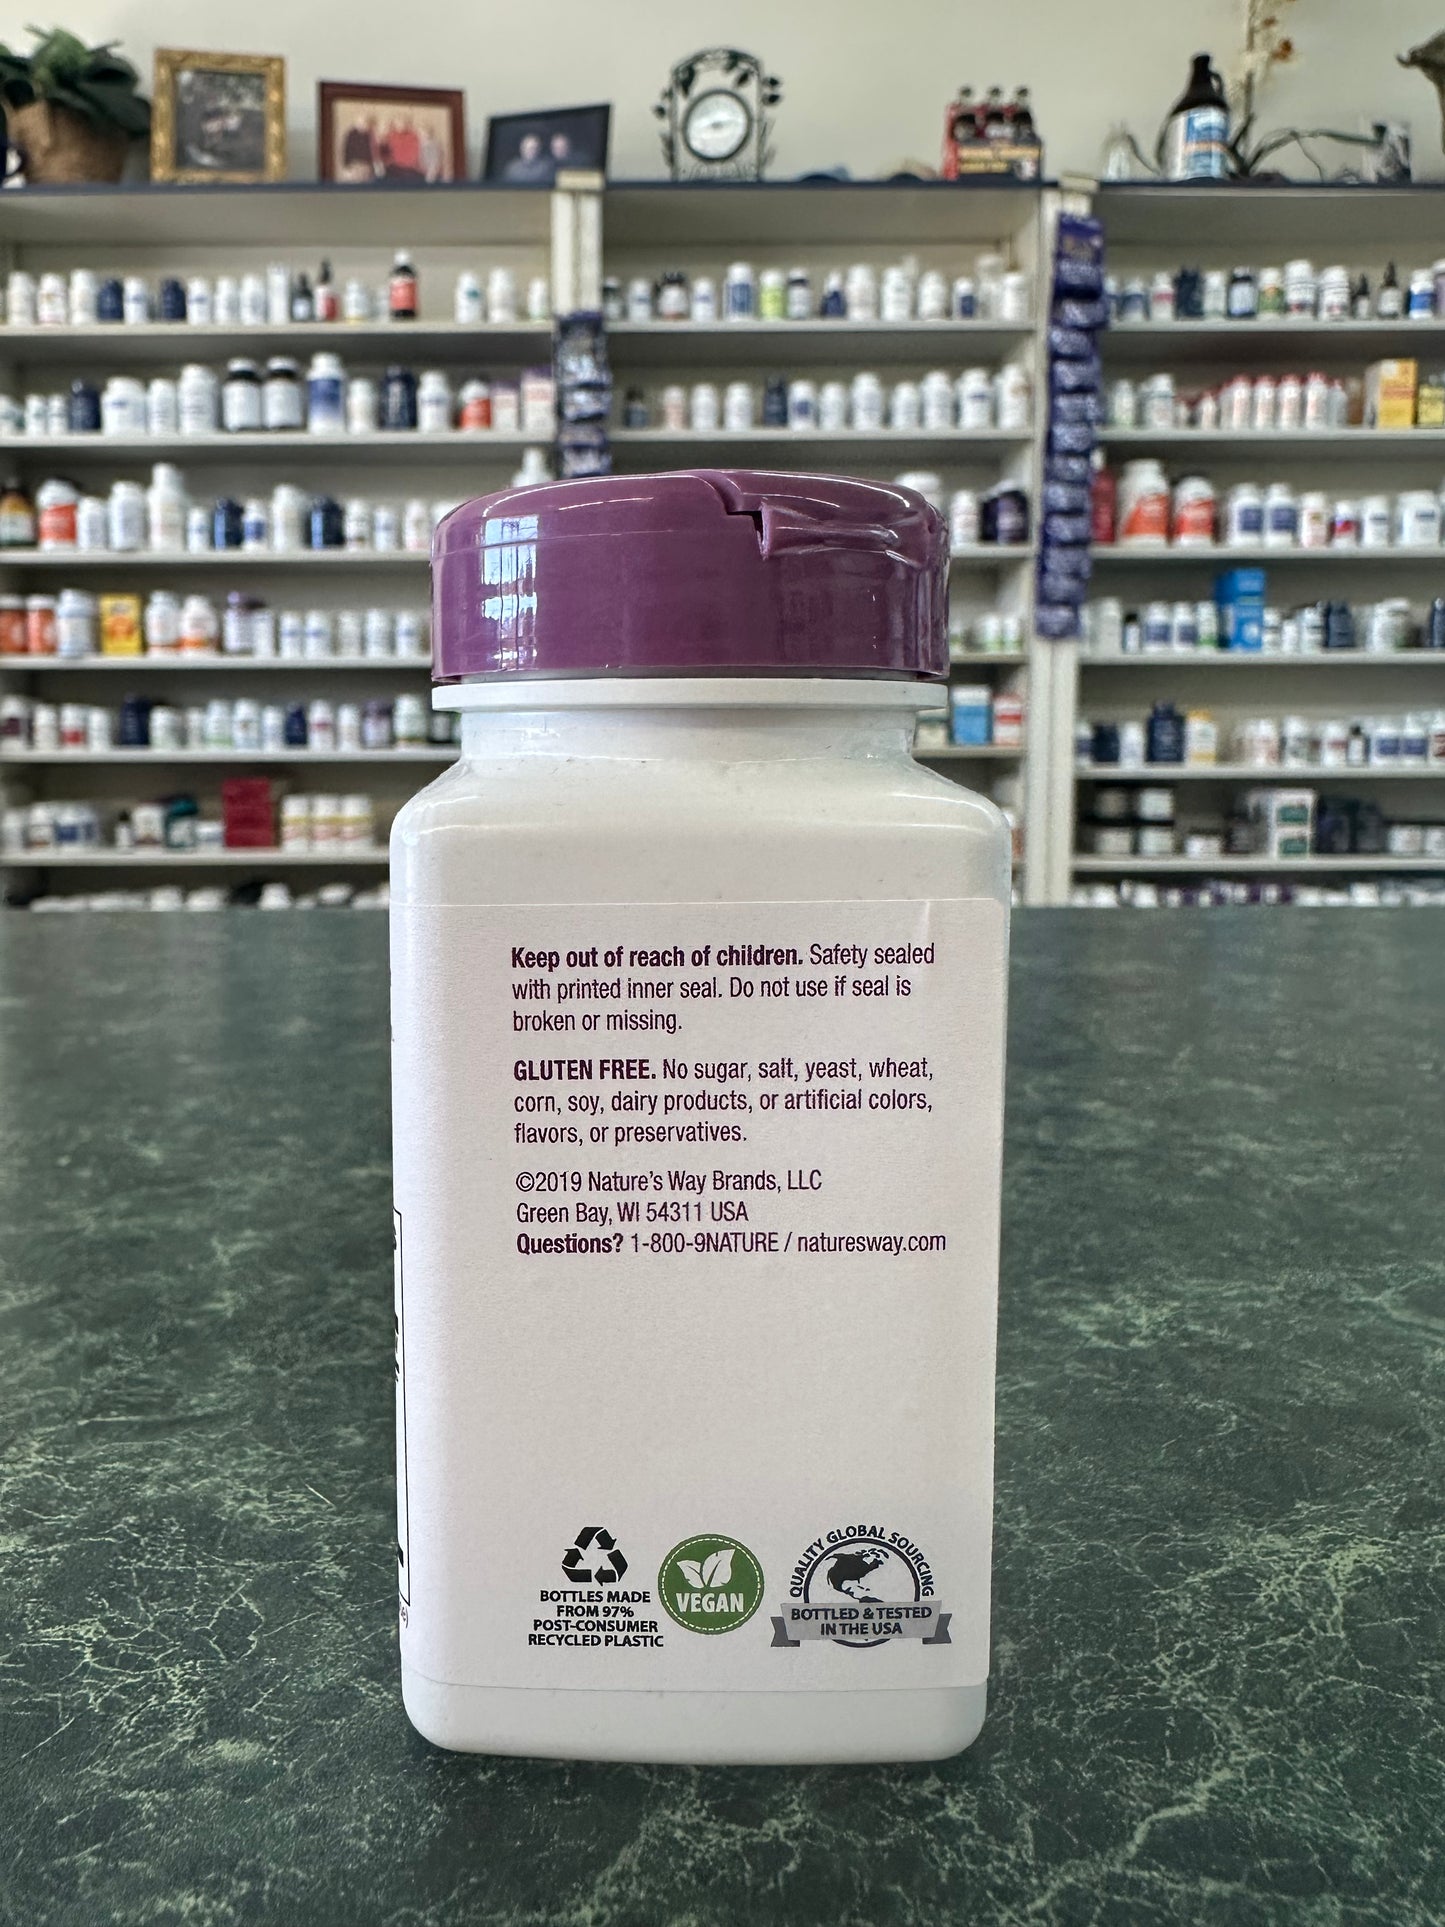 Keep out of reach of children. Safety sealed
with printed inner seal. Do not use if seal is
broken or missing.
GLUTEN FREE. No sugar, salt, yeast, wheat,
corn, soy, dairy products, or artificial colors,
flavors, or preservatives.
©2019 Nature's Way Brands, LLC
Green Bay, WI 54311 USA
Questions? 1-800-9NATURE / naturesway.com
BOTTLES MADE
FROM 97%
POST-CONSUMER
RECYCLED PLASTIC
VEGAN
QUALITY GLOBAL SOURCING
BOTTLED & TESTED
IN THE USA